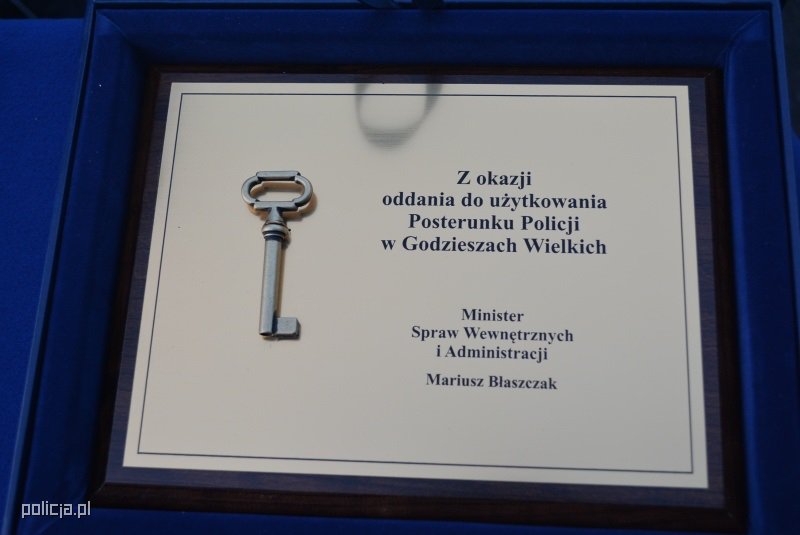 Z okazji
oddania do użytkowania
Posterunku Policji
w Godzieszach Wielkich
Minister
Spraw Wewnętrznych
i Administracji
Mariusz Błaszczak
policja.pl